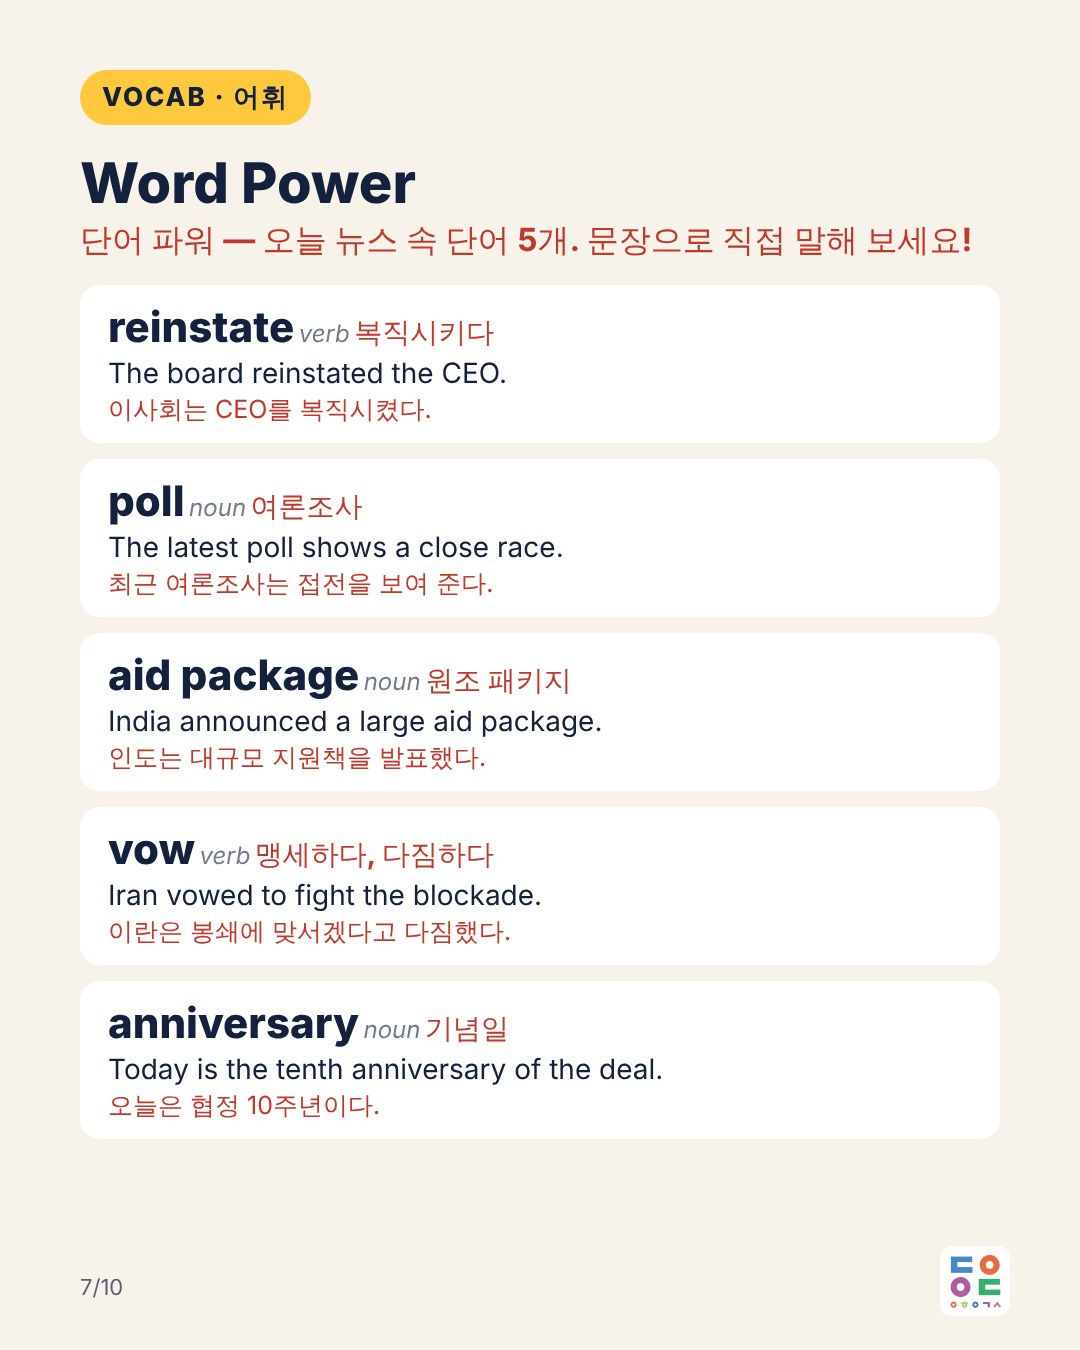 VOCAB · 어휘
Word Power
단어 파워 — 오늘 뉴스 속 단어 5개. 문장으로 직접 말해 보세요!
reinstate verb 복직시키다
The board reinstated the CEO.
이사회는 CEO를 복직시켰다.
poll noun 여론조사
The latest poll shows a close race.
최근 여론조사는 접전을 보여 준다.
aid package noun 원조 패키지
India announced a large aid package.
인도는 대규모 지원책을 발표했다.
vow verb 맹세하다, 다짐하다
Iran vowed to fight the blockade.
이란은 봉쇄에 맞서겠다고 다짐했다.
anniversary noun 기념일
Today is the tenth anniversary of the deal.
오늘은 협정 10주년이다.
7/10